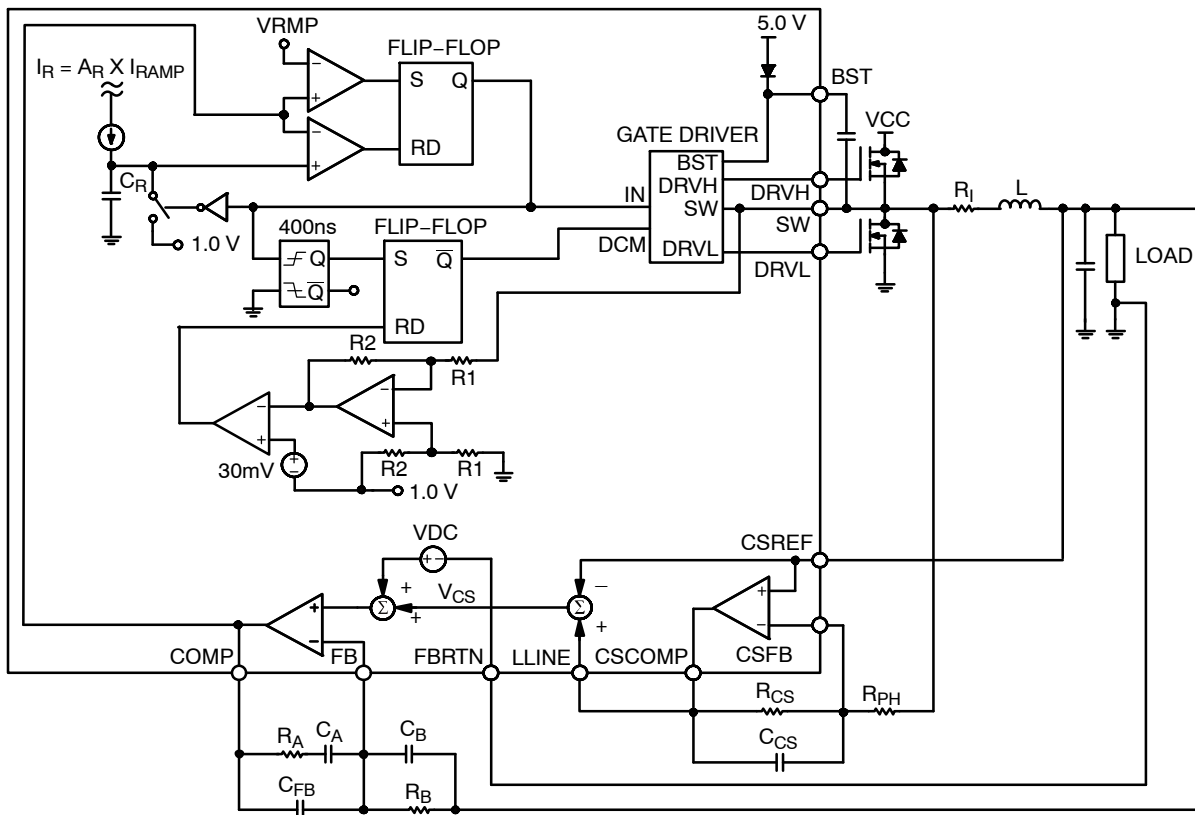 5.0 V
VRMP
FLIP–FLOP
BST
I_R = A_R X I_RAMP
S Q
VCC
GATE DRIVER
RD
BST
C_R
DRVH
DRVH
R_I
L
IN
SW
SW
400ns
FLIP–FLOP
1.0 V
DCM
LOAD
Q
S Q̅
DRVL
DRVL
Q̅
RD
R2
R1
R2
R1
30mV
1.0 V
VDC
CSREF
V_CS
Σ
Σ
COMP
FB
FBRTN
LLINE
CSCOMP
CSFB
R_CS
R_PH
R_A
C_A
C_B
C_CS
C_FB
R_B